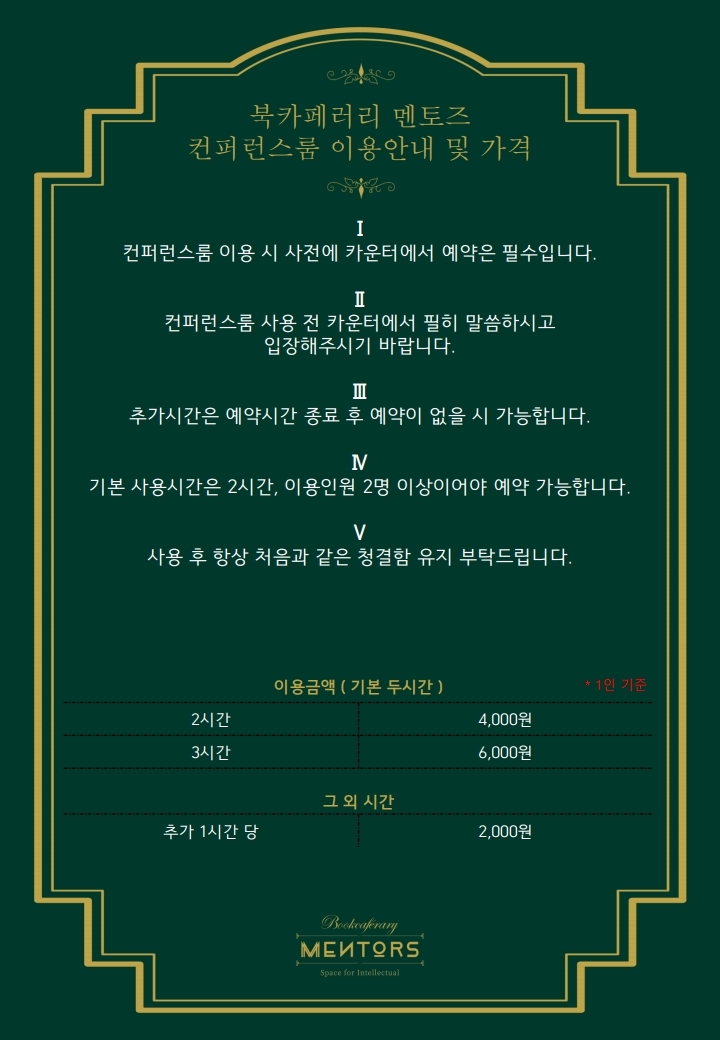 북카페러리 멘토즈
컨퍼런스룸 이용안내 및 가격
Ⅰ
컨퍼런스룸 이용 시 사전에 카운터에서 예약은 필수입니다.
Ⅱ
컨퍼런스룸 사용 전 카운터에서 필히 말씀하시고
입장해주시기 바랍니다.
Ⅲ
추가시간은 예약시간 종료 후 예약이 없을 시 가능합니다.
Ⅳ
기본 사용시간은 2시간, 이용인원 2명 이상이어야 예약 가능합니다.
Ⅴ
사용 후 항상 처음과 같은 청결함 유지 부탁드립니다.
이용금액 ( 기본 두시간 ) * 1인 기준
2시간 4,000원
3시간 6,000원
그 외 시간
추가 1시간 당 2,000원
Bookcaferary
MENTORS
Space for Intellectual